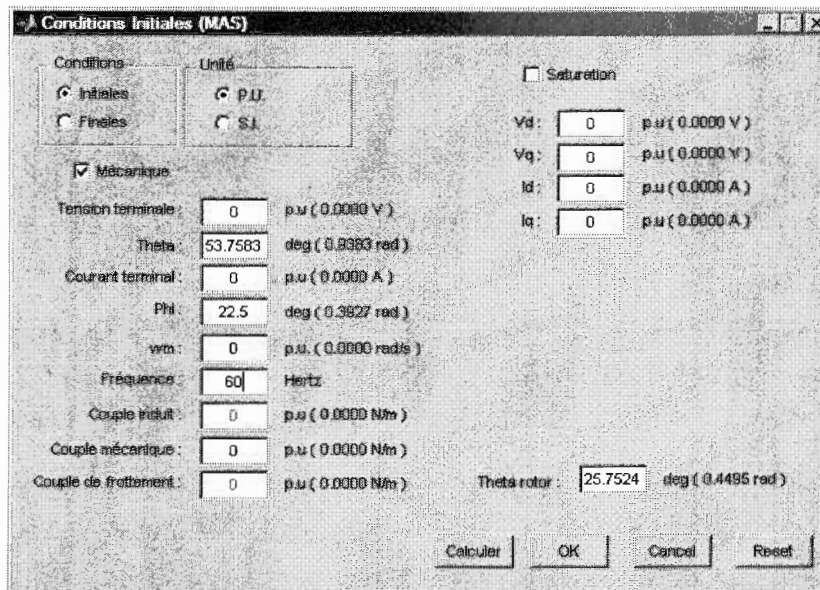 Conditions Initiales (MAS)
Conditions
Initiales
Finales
Unité
P.U.
S.I.
Mécanique
Tension terminale : 0 p.u ( 0.0000 V )
Theta : 53.7583 deg ( 0.9383 rad )
Courant terminal : 0 p.u ( 0.0000 A )
Phi : 22.5 deg ( 0.3927 rad )
wm : 0 p.u. ( 0.0000 rad/s )
Fréquence : 60 Hertz
Couple induit : 0 p.u ( 0.0000 N/m )
Couple mécanique : 0 p.u ( 0.0000 N/m )
Couple de frottement : 0 p.u ( 0.0000 N/m )
Saturation
Vd : 0 p.u ( 0.0000 V )
Vq : 0 p.u ( 0.0000 V )
Id : 0 p.u ( 0.0000 A )
Iq : 0 p.u ( 0.0000 A )
Theta rotor : 25.7524 deg ( 0.4495 rad )
Calculer OK Cancel Reset